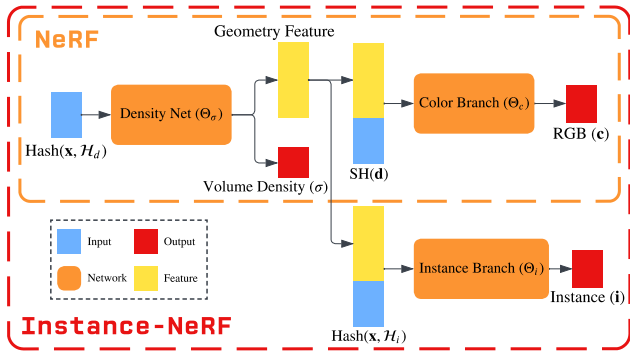 NeRF
Geometry Feature
Density Net (Θσ)
Color Branch (Θc)
Hash(x, ℋd)
RGB (c)
SH(d)
Volume Density (σ)
Input
Output
Network
Feature
Instance Branch (Θi)
Instance (i)
Hash(x, ℋi)
Instance-NeRF